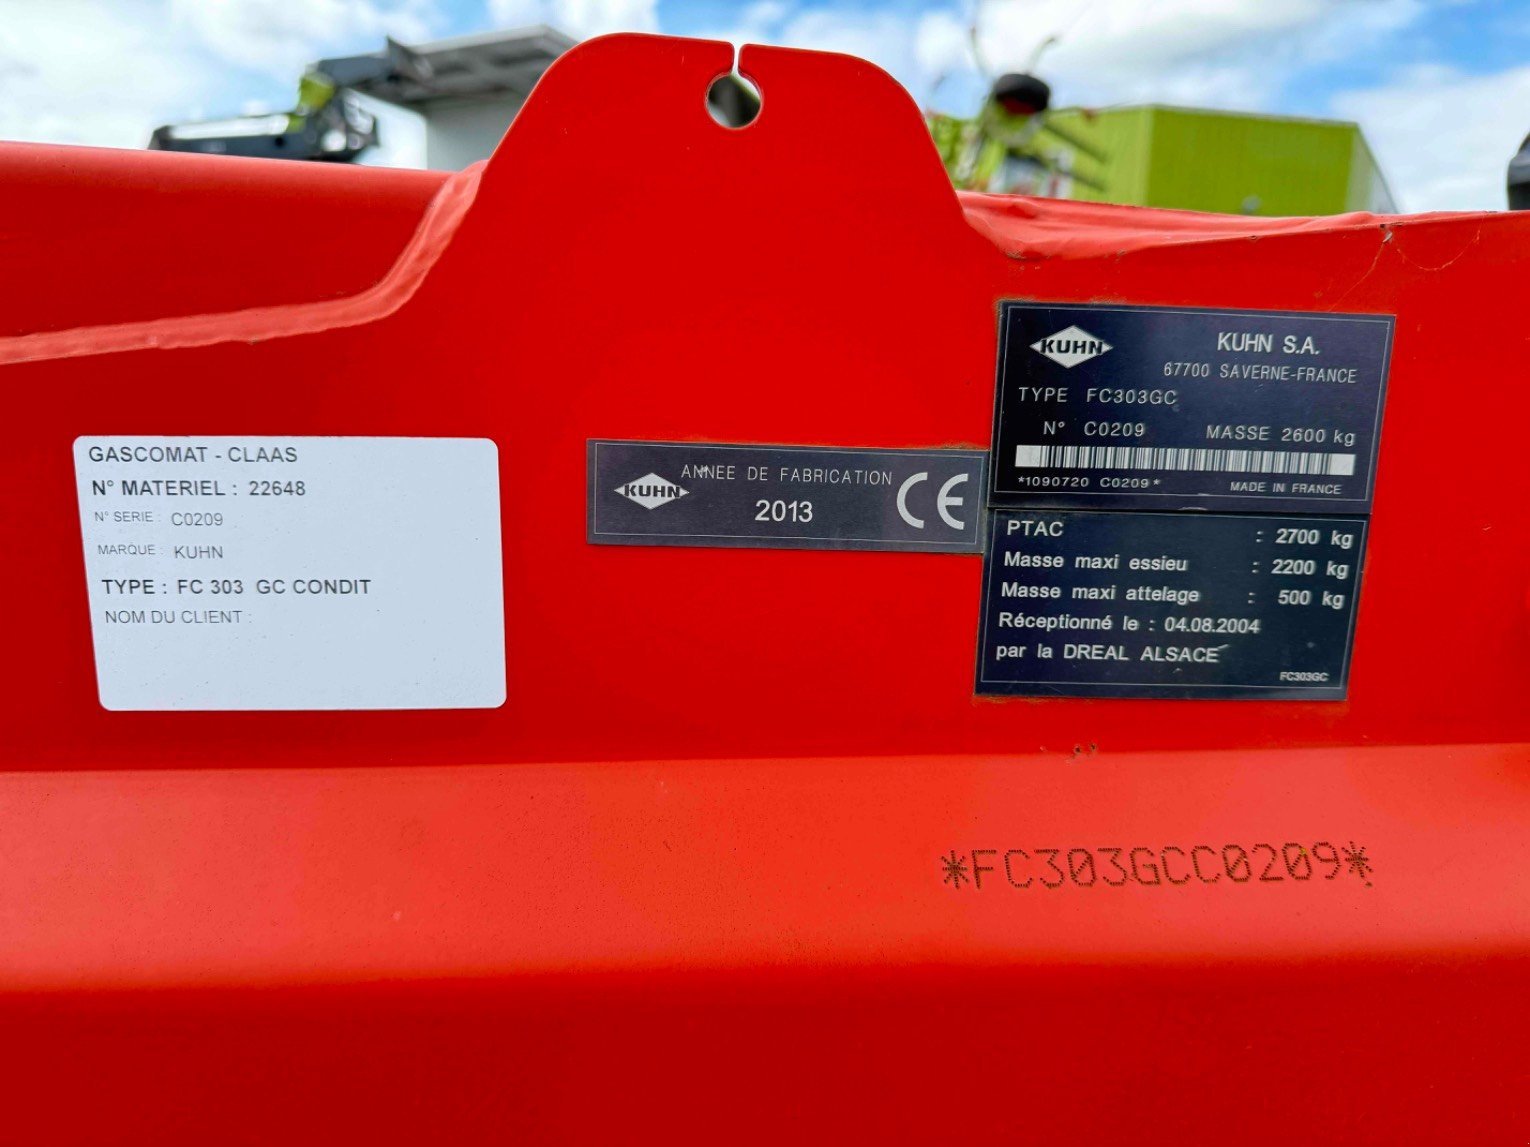 GASCOMAT - CLAAS
N° MATERIEL : 22648
N° SERIE : C0209
MARQUE : KUHN
TYPE : FC 303 GC CONDIT
NOM DU CLIENT :
KUHN
ANNEE DE FABRICATION
2013
CE
KUHN
KUHN S.A.
67700 SAVERNE-FRANCE
TYPE FC303GC
N° C0209 MASSE 2600 kg
*1090720 C0209* MADE IN FRANCE
PTAC : 2700 kg
Masse maxi essieu : 2200 kg
Masse maxi attelage : 500 kg
Réceptionné le : 04.08.2004
par la DREAL ALSACE
FC303GC
*FC303GCC0209*